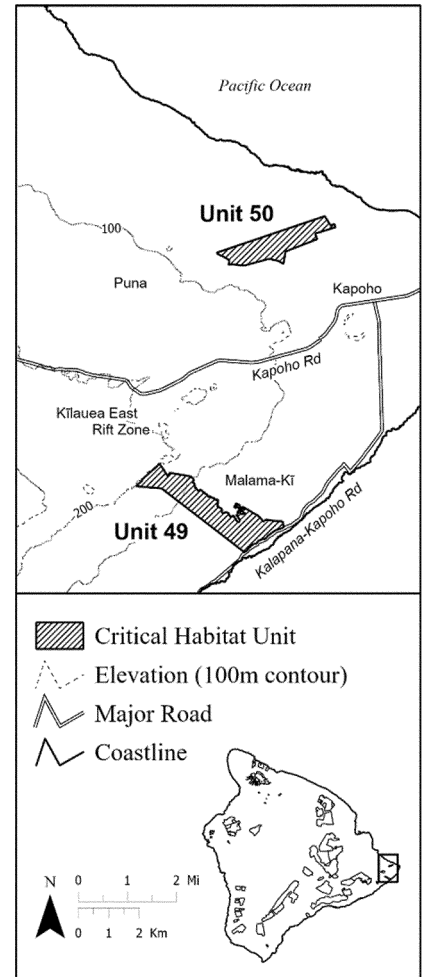 Pacific Ocean
Unit 50
100
Puna
Kapoho
Kapoho Rd
Kīlauea East
Rift Zone
Malama-Kī
200
Unit 49
Kalapana-Kapoho Rd
Critical Habitat Unit
Elevation (100m contour)
Major Road
Coastline
N
0 1 2 Mi
0 1 2 Km